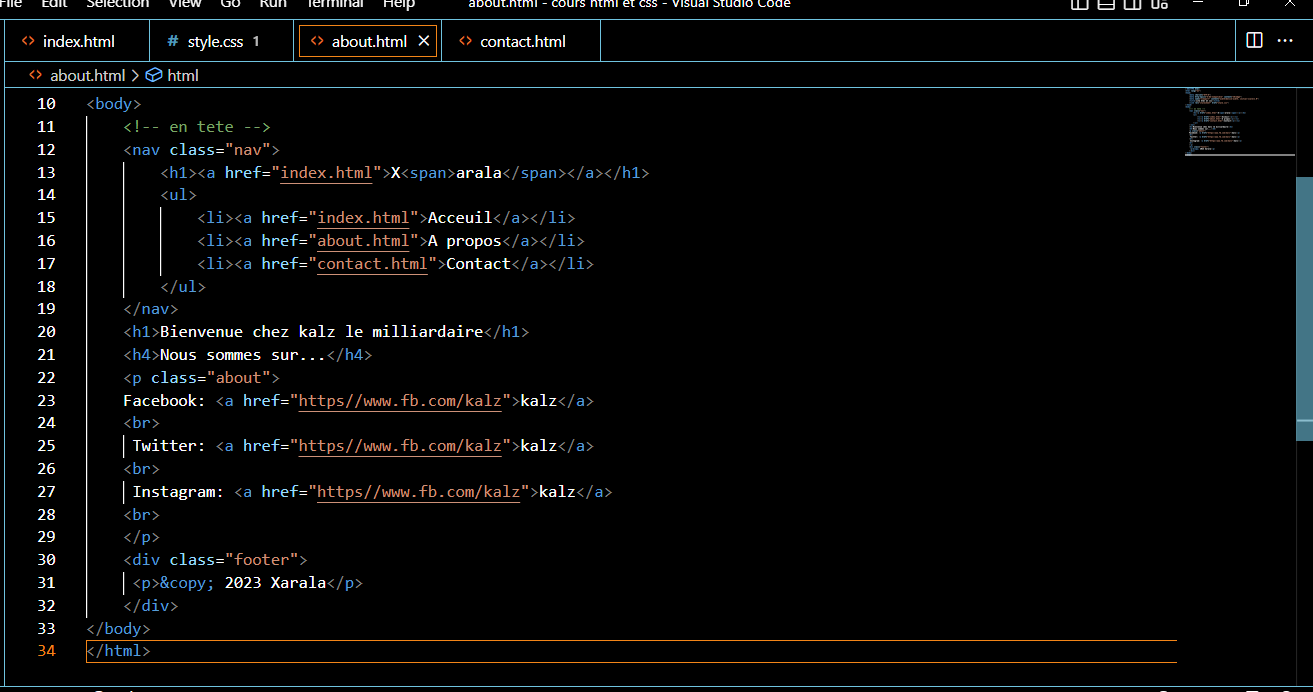 File Edit Selection View Go Run Terminal Help about.html - cours html et css - Visual Studio Code
<> index.html # style.css 1 <> about.html × <> contact.html
<> about.html > html
10 <body>
11 <!-- en tete -->
12 <nav class="nav">
13 <h1><a href="index.html">X<span>arala</span></a></h1>
14 <ul>
15 <li><a href="index.html">Acceuil</a></li>
16 <li><a href="about.html">A propos</a></li>
17 <li><a href="contact.html">Contact</a></li>
18 </ul>
19 </nav>
20 <h1>Bienvenue chez kalz le milliardaire</h1>
21 <h4>Nous sommes sur...</h4>
22 <p class="about">
23 Facebook: <a href="https//www.fb.com/kalz">kalz</a>
24 <br>
25 Twitter: <a href="https//www.fb.com/kalz">kalz</a>
26 <br>
27 Instagram: <a href="https//www.fb.com/kalz">kalz</a>
28 <br>
29 </p>
30 <div class="footer">
31 <p>&copy; 2023 Xarala</p>
32 </div>
33 </body>
34 </html>